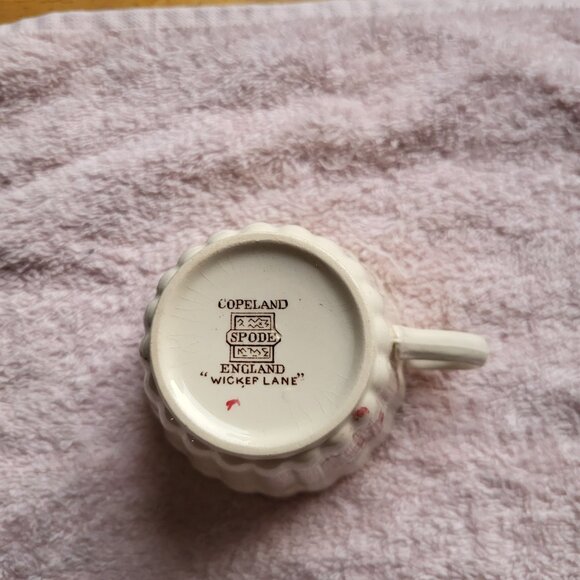 COPELAND
SPODE
ENGLAND
"WICKER LANE"